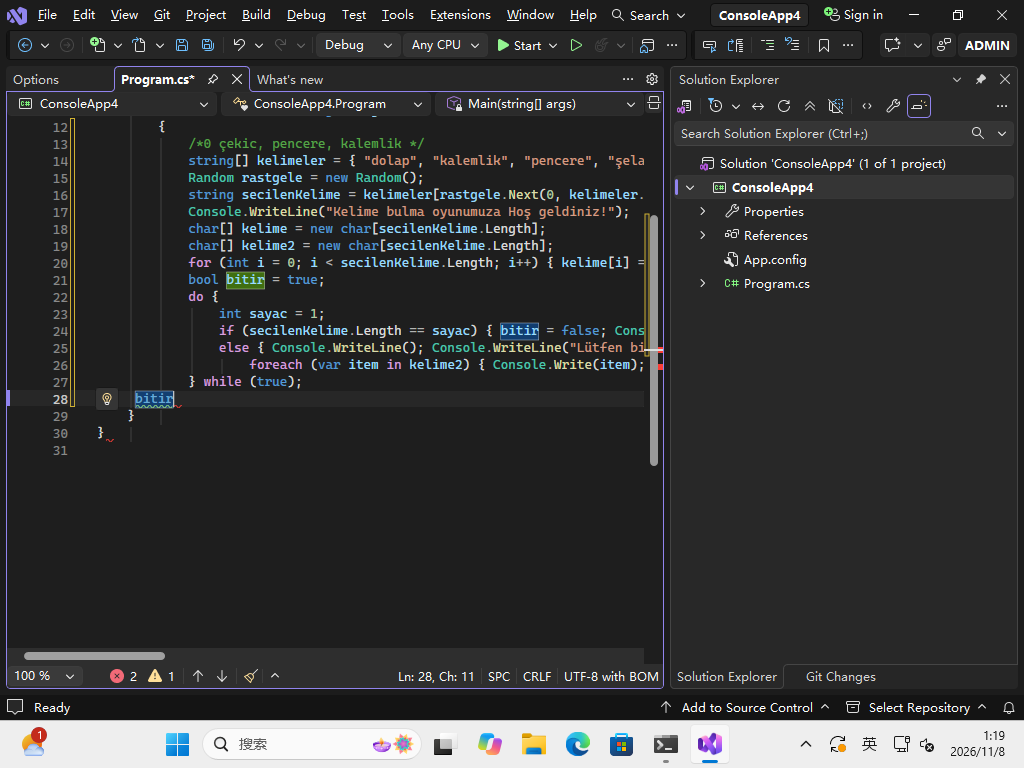 File Edit View Git Project Build Debug Test Tools Extensions Window Help Search ConsoleApp4 Sign in
Debug Any CPU Start ADMIN
Options Program.cs* What's new
ConsoleApp4 ConsoleApp4.Program Main(string[] args)
12 {
13 /*0 çekic, pencere, kalemlik */
14 string[] kelimeler = { "dolap", "kalemlik", "pencere", "şela
15 Random rastgele = new Random();
16 string secilenKelime = kelimeler[rastgele.Next(0, kelimeler.
17 Console.WriteLine("Kelime bulma oyunumuza Hoş geldiniz!");
18 char[] kelime = new char[secilenKelime.Length];
19 char[] kelime2 = new char[secilenKelime.Length];
20 for (int i = 0; i < secilenKelime.Length; i++) { kelime[i] =
21 bool bitir = true;
22 do {
23 int sayac = 1;
24 if (secilenKelime.Length == sayac) { bitir = false; Cons
25 else { Console.WriteLine(); Console.WriteLine("Lütfen bi
26 foreach (var item in kelime2) { Console.Write(item);
27 } while (true);
28 bitir
29 }
30 }
31
100 % 2 1 Ln: 28, Ch: 11 SPC CRLF UTF-8 with BOM
Solution Explorer
Search Solution Explorer (Ctrl+;)
Solution 'ConsoleApp4' (1 of 1 project)
ConsoleApp4
Properties
References
App.config
C# Program.cs
Solution Explorer Git Changes
Ready Add to Source Control Select Repository
1 搜索 英 1:19
2026/11/8